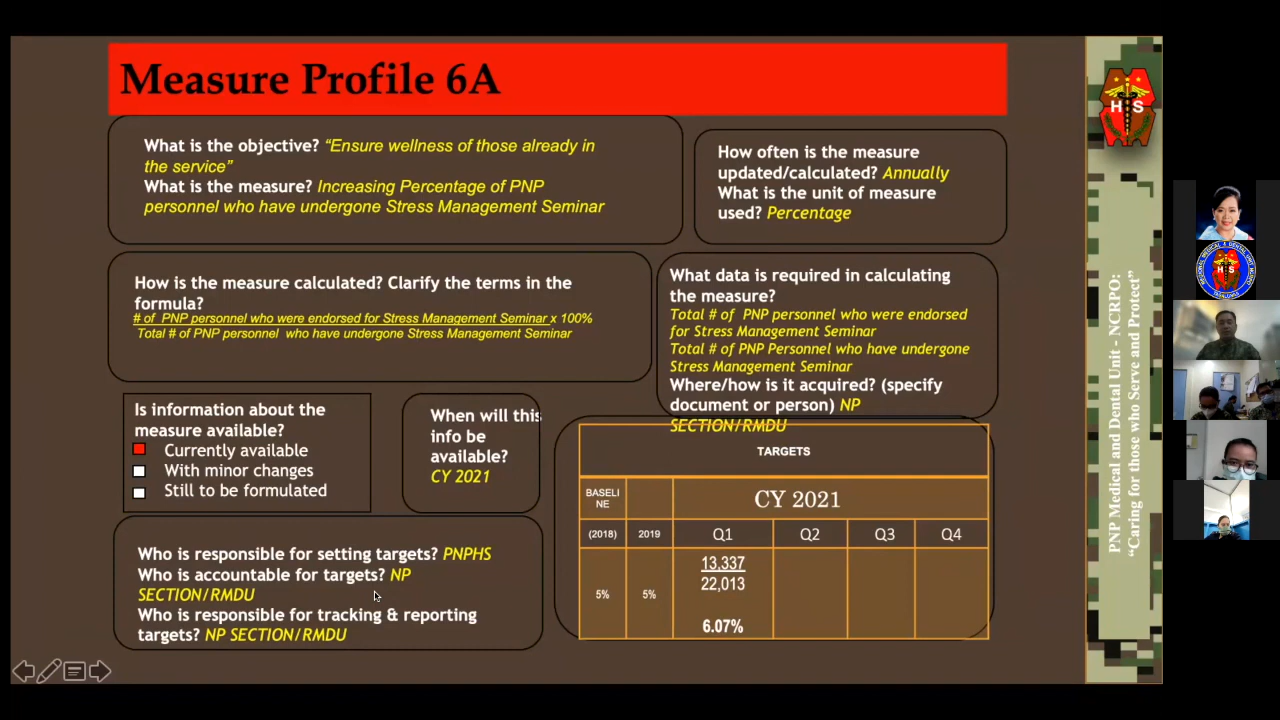 Measure Profile 6A
What is the objective? “Ensure wellness of those already in
the service”
What is the measure? Increasing Percentage of PNP
personnel who have undergone Stress Management Seminar
How often is the measure
updated/calculated? Annually
What is the unit of measure
used? Percentage
How is the measure calculated? Clarify the terms in the
formula?
# of PNP personnel who were endorsed for Stress Management Seminar x 100%
Total # of PNP personnel who have undergone Stress Management Seminar
What data is required in calculating
the measure?
Total # of PNP personnel who were endorsed
for Stress Management Seminar
Total # of PNP Personnel who have undergone
Stress Management Seminar
Where/how is it acquired? (specify
document or person) NP
SECTION/RMDU
Is information about the
measure available?
Currently available
With minor changes
Still to be formulated
When will this
info be
available?
CY 2021
Who is responsible for setting targets? PNPHS
Who is accountable for targets? NP
SECTION/RMDU
Who is responsible for tracking & reporting
targets? NP SECTION/RMDU
TARGETS
BASELI
NE
CY 2021
(2018) 2019 Q1 Q2 Q3 Q4
13,337
22,013
5% 5%
6.07%
H S
PNP Medical and Dental Unit - NCRPO:
“Caring for those who Serve and Protect”